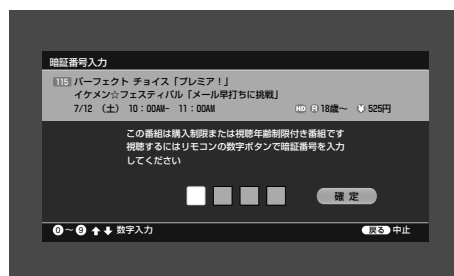 暗証番号入力
115 パーフェクト チョイス「プレミア！」
イケメン☆フェスティバル「メール早打ちに挑戦」
7/12 （土） 10：00AM- 11：00AM HD R 18歳～ ¥ 525円
この番組は購入制限または視聴年齢制限付き番組です
視聴するにはリモコンの数字ボタンで暗証番号を入力
してください
確 定
0～9 ↑↓ 数字入力 戻る 中止